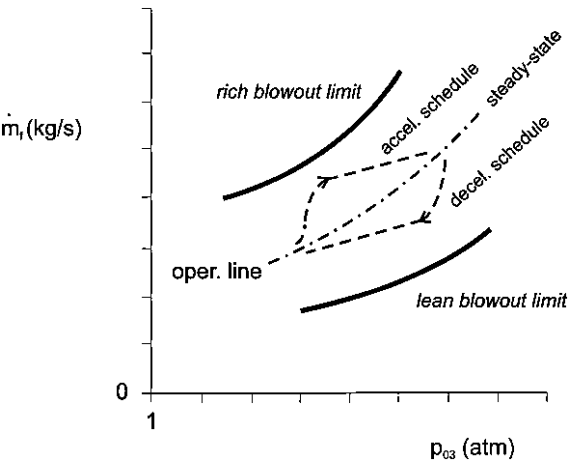 rich blowout limit
accel. schedule
steady-state
ṁf(kg/s)
decel. schedule
oper. line
lean blowout limit
0
1
p03 (atm)